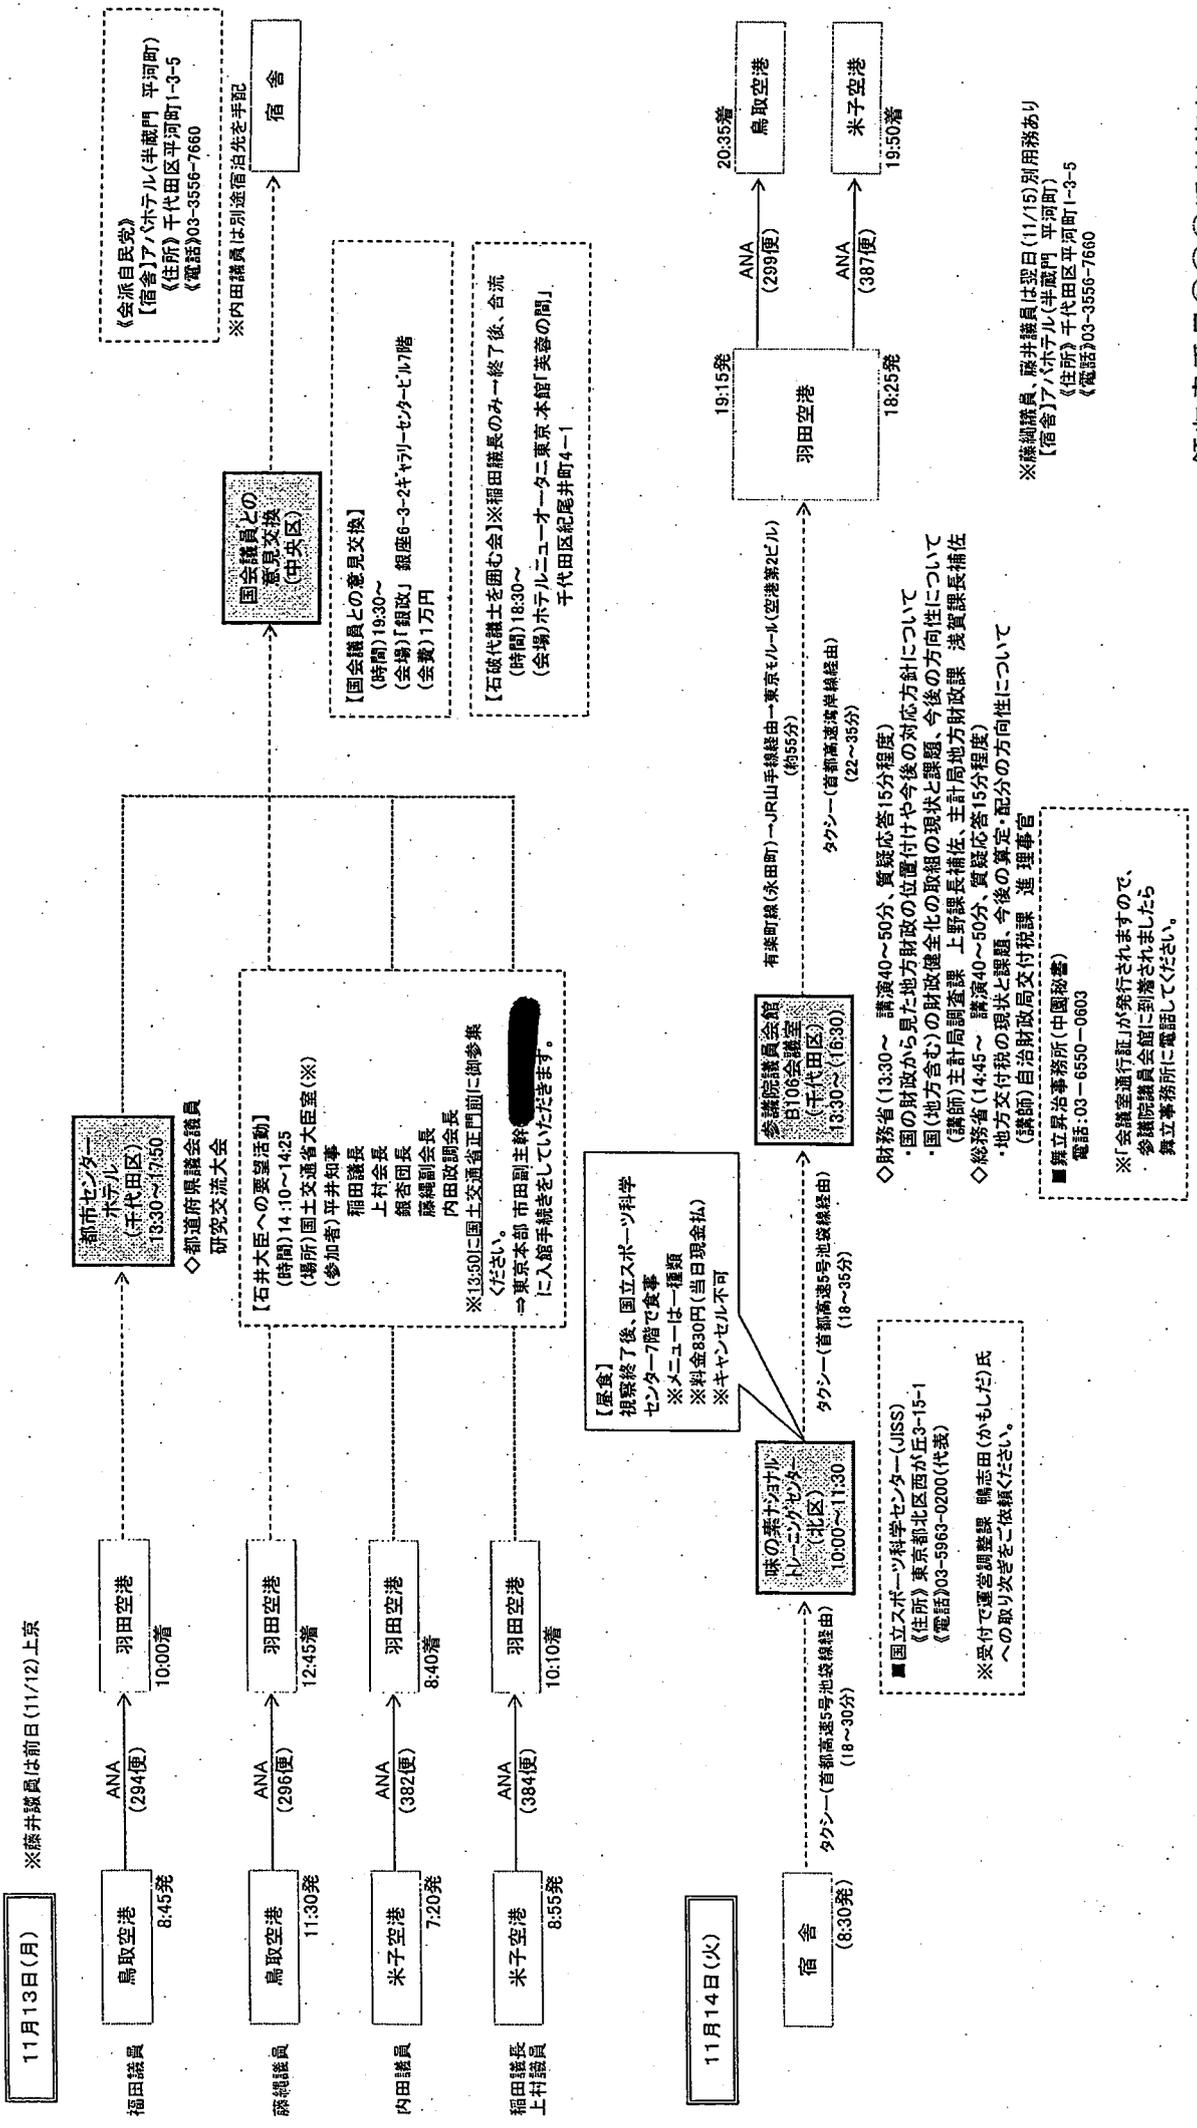 11月13日(月)
※藤井議員は前日(11/12)上京
福田議員
鳥取空港
8:45発
ANA
(294便)
羽田空港
10:00着
都市センター
ホテル
(千代田区)
13:30~17:50
◇都道府県議会議員
研究交流大会
藤縄議員
鳥取空港
11:30発
ANA
(296便)
羽田空港
12:45着
内田議員
米子空港
7:20発
ANA
(382便)
羽田空港
8:40着
稲田議長
上村議員
米子空港
8:55発
ANA
(384便)
羽田空港
10:10着
【石井大臣への要望活動】
(時間)14:10~14:25
(場所)国土交通省大臣室(※)
(参加者)平井知事
稲田議長
上村会長
銀杏団長
藤縄副会長
内田政調会長
※13:50に国土交通省正門前に御参集
ください。
⇒東京本部 市田副主幹
に入館手続きをしていただきます。
国会議員との
意見交換
(中央区)
【国会議員との意見交換】
(時間)19:30~
(会場)「銀政」 銀座6-3-2ギャラリーセンタービル7階
(会費)1万円
【石破代議士を囲む会】※稲田議長のみ→終了後、合流
(時間)18:30~
(会場)ホテルニューオータニ東京 本館「芙蓉の間」
千代田区紀尾井町4-1
《会派自民党》
【宿舎】アパホテル(半蔵門 平河町)
《住所》千代田区平河町1-3-5
《電話》03-3556-7660
※内田議員は別途宿泊先を手配
宿 舎
11月14日(火)
宿 舎
(8:30発)
タクシー(首都高速5号池袋線経由)
(18~30分)
味の素ナショナル
トレーニングセンター
(北区)
10:00~11:30
【昼食】
視察終了後、国立スポーツ科学
センター7階で食事
※メニューは一種類
※料金830円(当日現金払)
※キャンセル不可
■国立スポーツ科学センター(JISS)
《住所》東京都北区西が丘3-15-1
《電話》03-5963-0200(代表)
※受付で運営調整課 鴨志田(かもしだ)氏
への取り次ぎをご依頼ください。
タクシー(首都高速5号池袋線経由)
(18~35分)
参議院議員会館
B106会議室
(千代田区)
13:30~(16:30)
◇財務省(13:30~ 講演40~50分、質疑応答15分程度)
・国の財政から見た地方財政の位置付けや今後の対応方針について
・国(地方含む)の財政健全化の取組の現状と課題、今後の方向性について
(講師)主計局調査課 上野課長補佐、主計局地方財政課 浅賀課長補佐
◇総務省(14:45~ 講演40~50分、質疑応答15分程度)
・地方交付税の現状と課題、今後の算定・配分の方向性について
(講師)自治財政局交付税課 進 理事官
■舞立昇治事務所(中園秘書)
電話:03-6550-0603
※「会議室通行証」が発行されますので、
参議院議員会館に到着されましたら
舞立事務所に電話してください。
有楽町線(永田町)→JR山手線経由→東京モルール(空港第2ビル)
(約55分)
タクシー(首都高速湾岸線経由)
(22~35分)
羽田空港
19:15発
18:25発
ANA
(299便)
鳥取空港
20:35着
ANA
(387便)
米子空港
19:50着
※藤縄議員、藤井議員は翌日(11/15)別用務あり
【宿舎】アパホテル(半蔵門 平河町)
《住所》千代田区平河町1-3-5
《電話》03-3556-7660